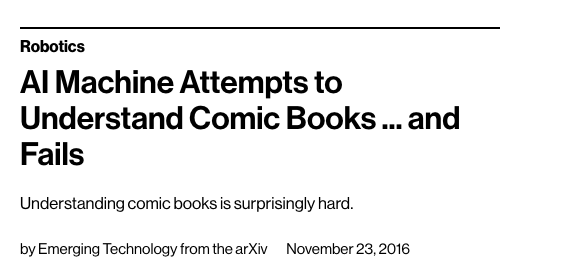 Robotics
AI Machine Attempts to
Understand Comic Books ... and
Fails
Understanding comic books is surprisingly hard.
by Emerging Technology from the arXiv November 23, 2016